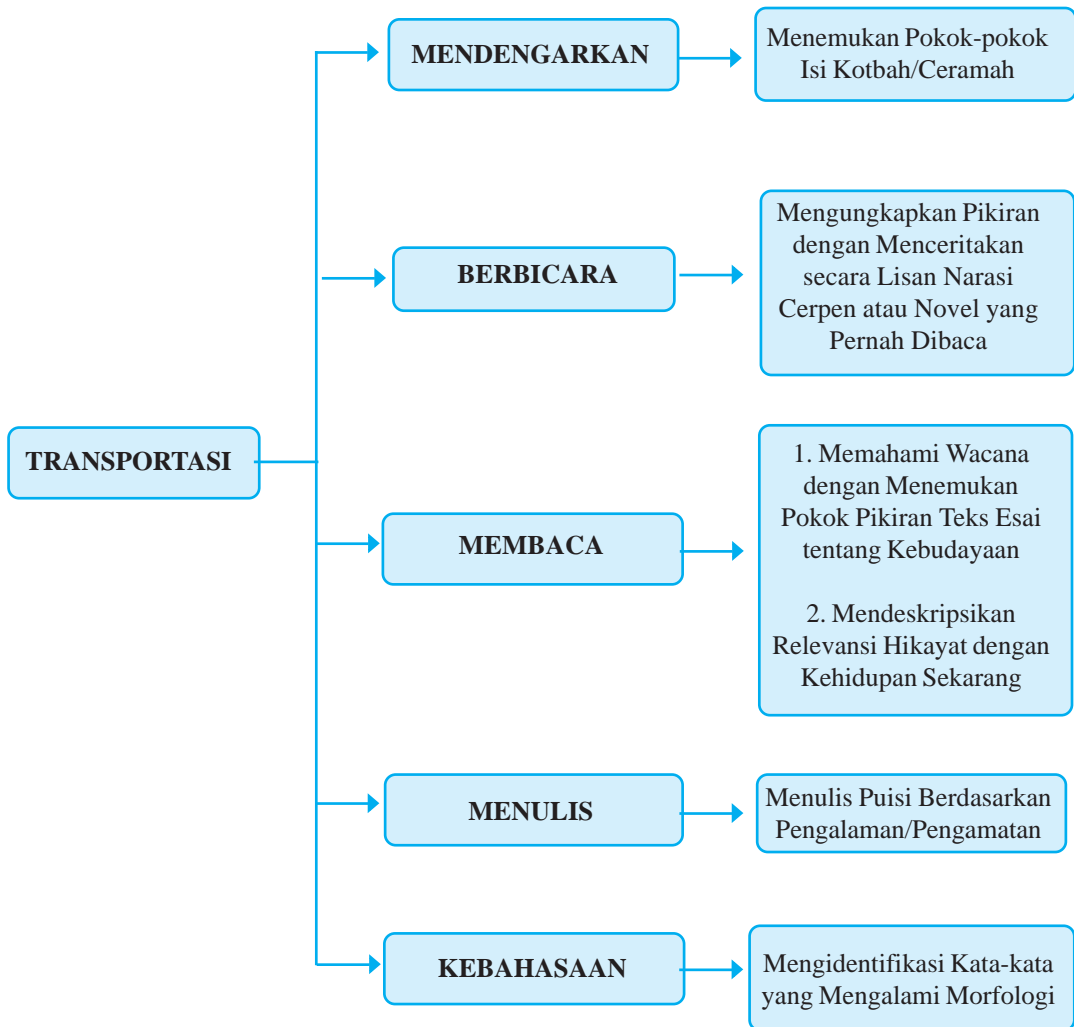 TRANSPORTASI
MENDENGARKAN
Menemukan Pokok-pokok
Isi Kotbah/Ceramah
BERBICARA
Mengungkapkan Pikiran
dengan Menceritakan
secara Lisan Narasi
Cerpen atau Novel yang
Pernah Dibaca
MEMBACA
1. Memahami Wacana
dengan Menemukan
Pokok Pikiran Teks Esai
tentang Kebudayaan
2. Mendeskripsikan
Relevansi Hikayat dengan
Kehidupan Sekarang
MENULIS
Menulis Puisi Berdasarkan
Pengalaman/Pengamatan
KEBAHASAAN
Mengidentifikasi Kata-kata
yang Mengalami Morfologi